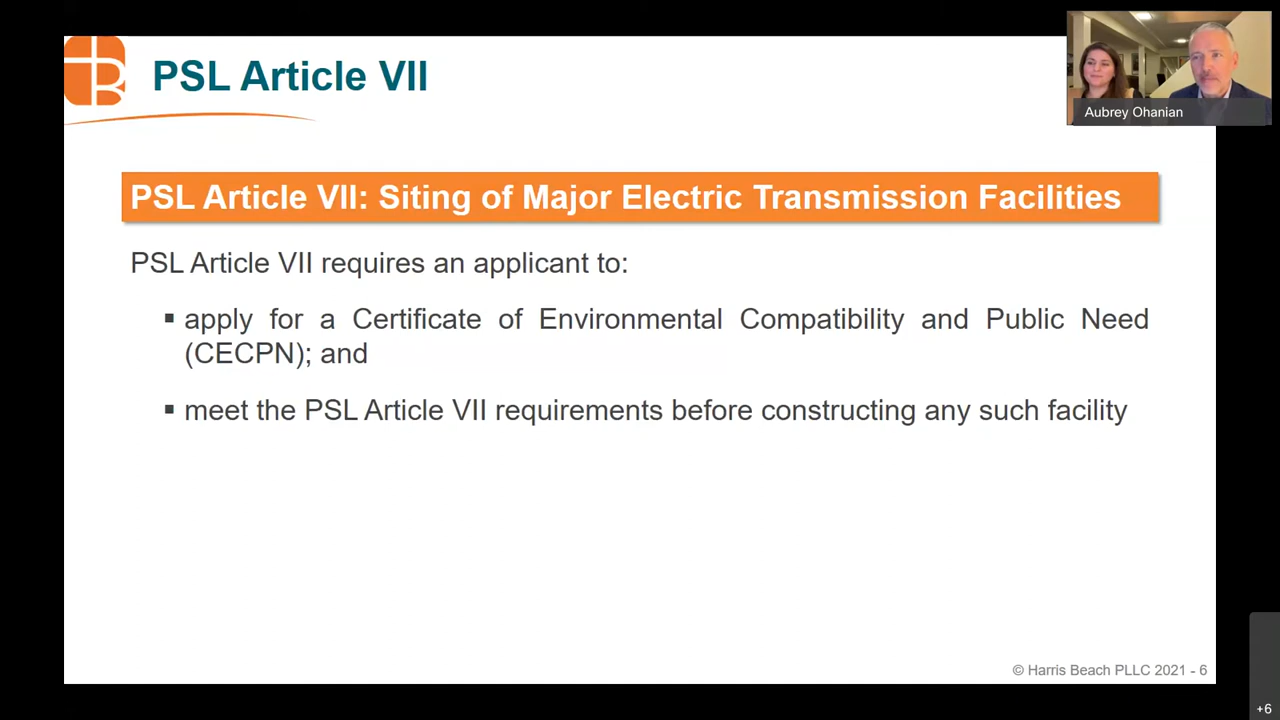 PSL Article VII
Aubrey Ohanian
PSL Article VII: Siting of Major Electric Transmission Facilities
PSL Article VII requires an applicant to:
▪ apply for a Certificate of Environmental Compatibility and Public Need
(CECPN); and
▪ meet the PSL Article VII requirements before constructing any such facility
© Harris Beach PLLC 2021 - 6
+6